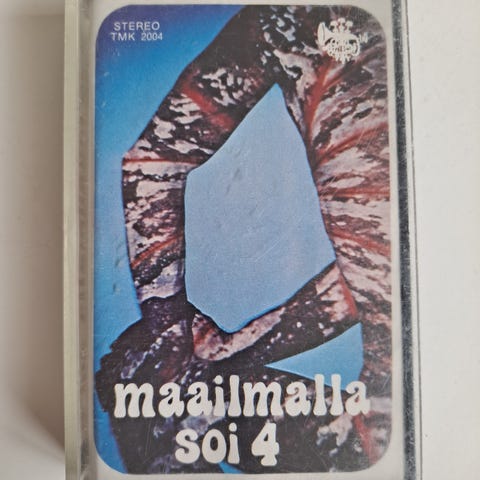 STEREO
TMK 2004
maailmalla
soi 4